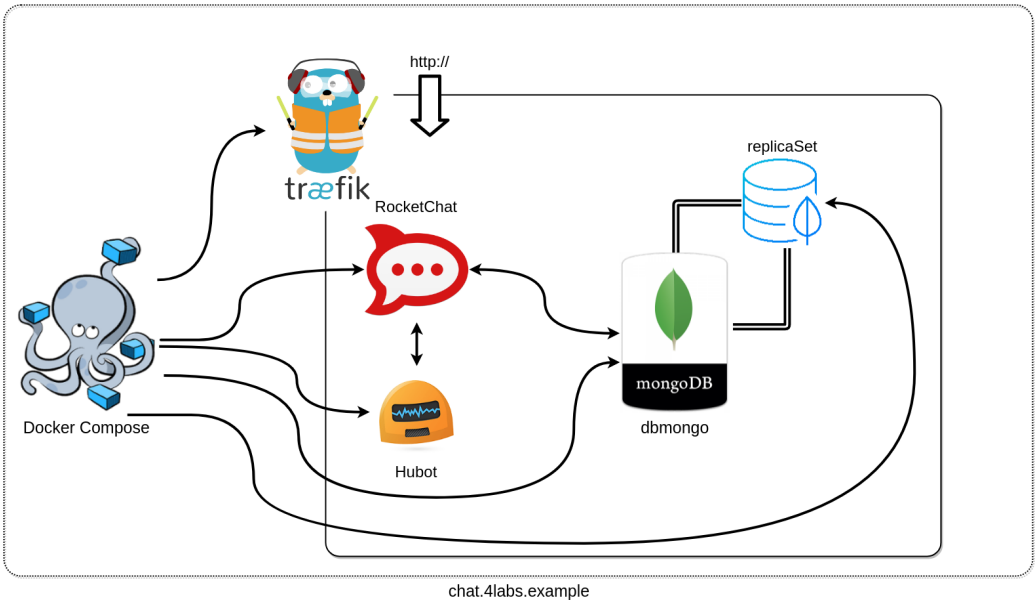 http://
træfik
replicaSet
RocketChat
mongoDB
Docker Compose
dbmongo
Hubot
chat.4labs.example